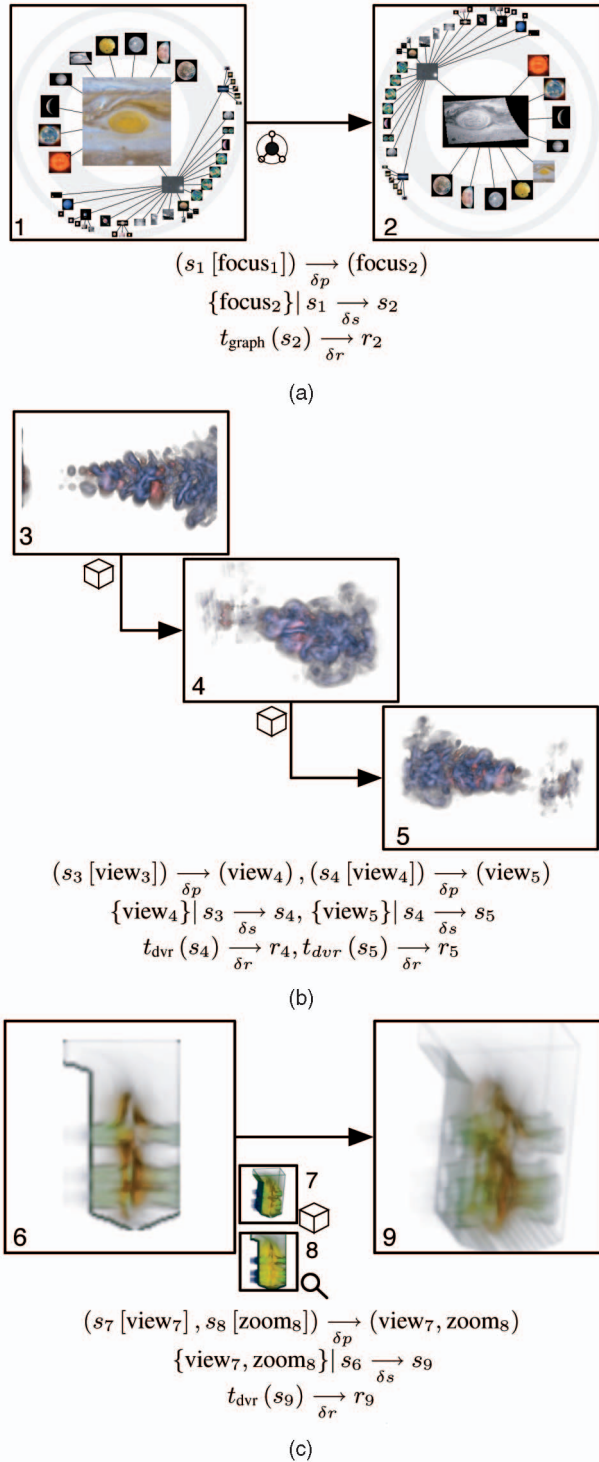 1
2
(s₁ [focus₁]) ⟶δp (focus₂)
{focus₂}| s₁ ⟶δs s₂
t_graph (s₂) ⟶δr r₂
(a)
3
4
5
(s₃ [view₃]) ⟶δp (view₄) , (s₄ [view₄]) ⟶δp (view₅)
{view₄}| s₃ ⟶δs s₄, {view₅}| s₄ ⟶δs s₅
t_dvr (s₄) ⟶δr r₄, t_dvr (s₅) ⟶δr r₅
(b)
6
7
8
9
(s₇ [view₇] , s₈ [zoom₈]) ⟶δp (view₇, zoom₈)
{view₇, zoom₈}| s₆ ⟶δs s₉
t_dvr (s₉) ⟶δr r₉
(c)